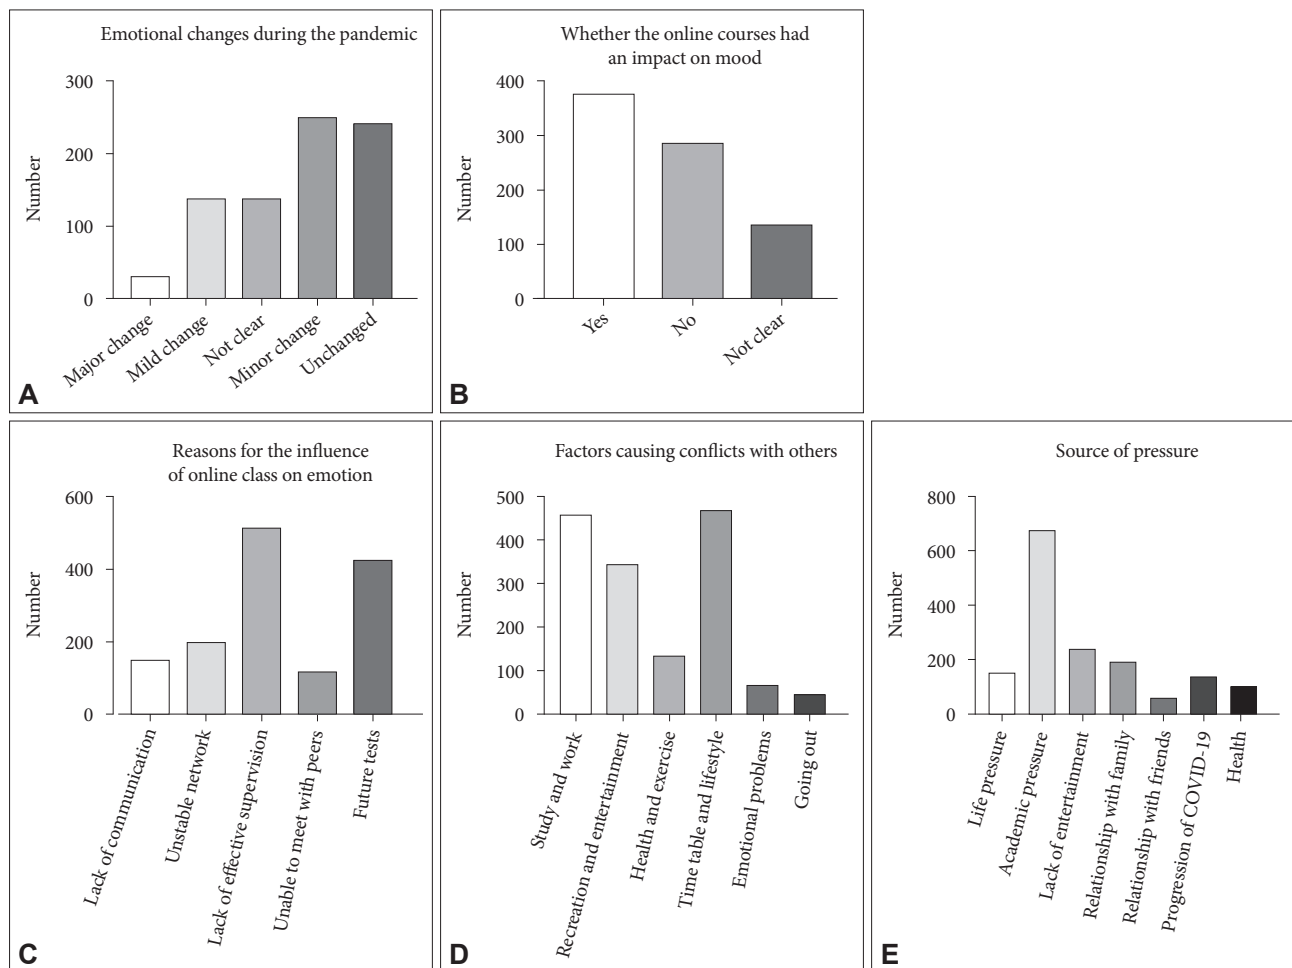 Emotional changes during the pandemic
300
200
100
0
Number
Major change
Mild change
Not clear
Minor change
Unchanged
A
Whether the online courses had
an impact on mood
400
300
200
100
0
Number
Yes
No
Not clear
B
Reasons for the influence
of online class on emotion
600
400
200
0
Number
Lack of communication
Unstable network
Lack of effective supervision
Unable to meet with peers
Future tests
C
Factors causing conflicts with others
500
400
300
200
100
0
Number
Study and work
Recreation and entertainment
Health and exercise
Time table and lifestyle
Emotional problems
Going out
D
Source of pressure
800
600
400
200
0
Number
Life pressure
Academic pressure
Lack of entertainment
Relationship with family
Relationship with friends
Progression of COVID-19
Health
E